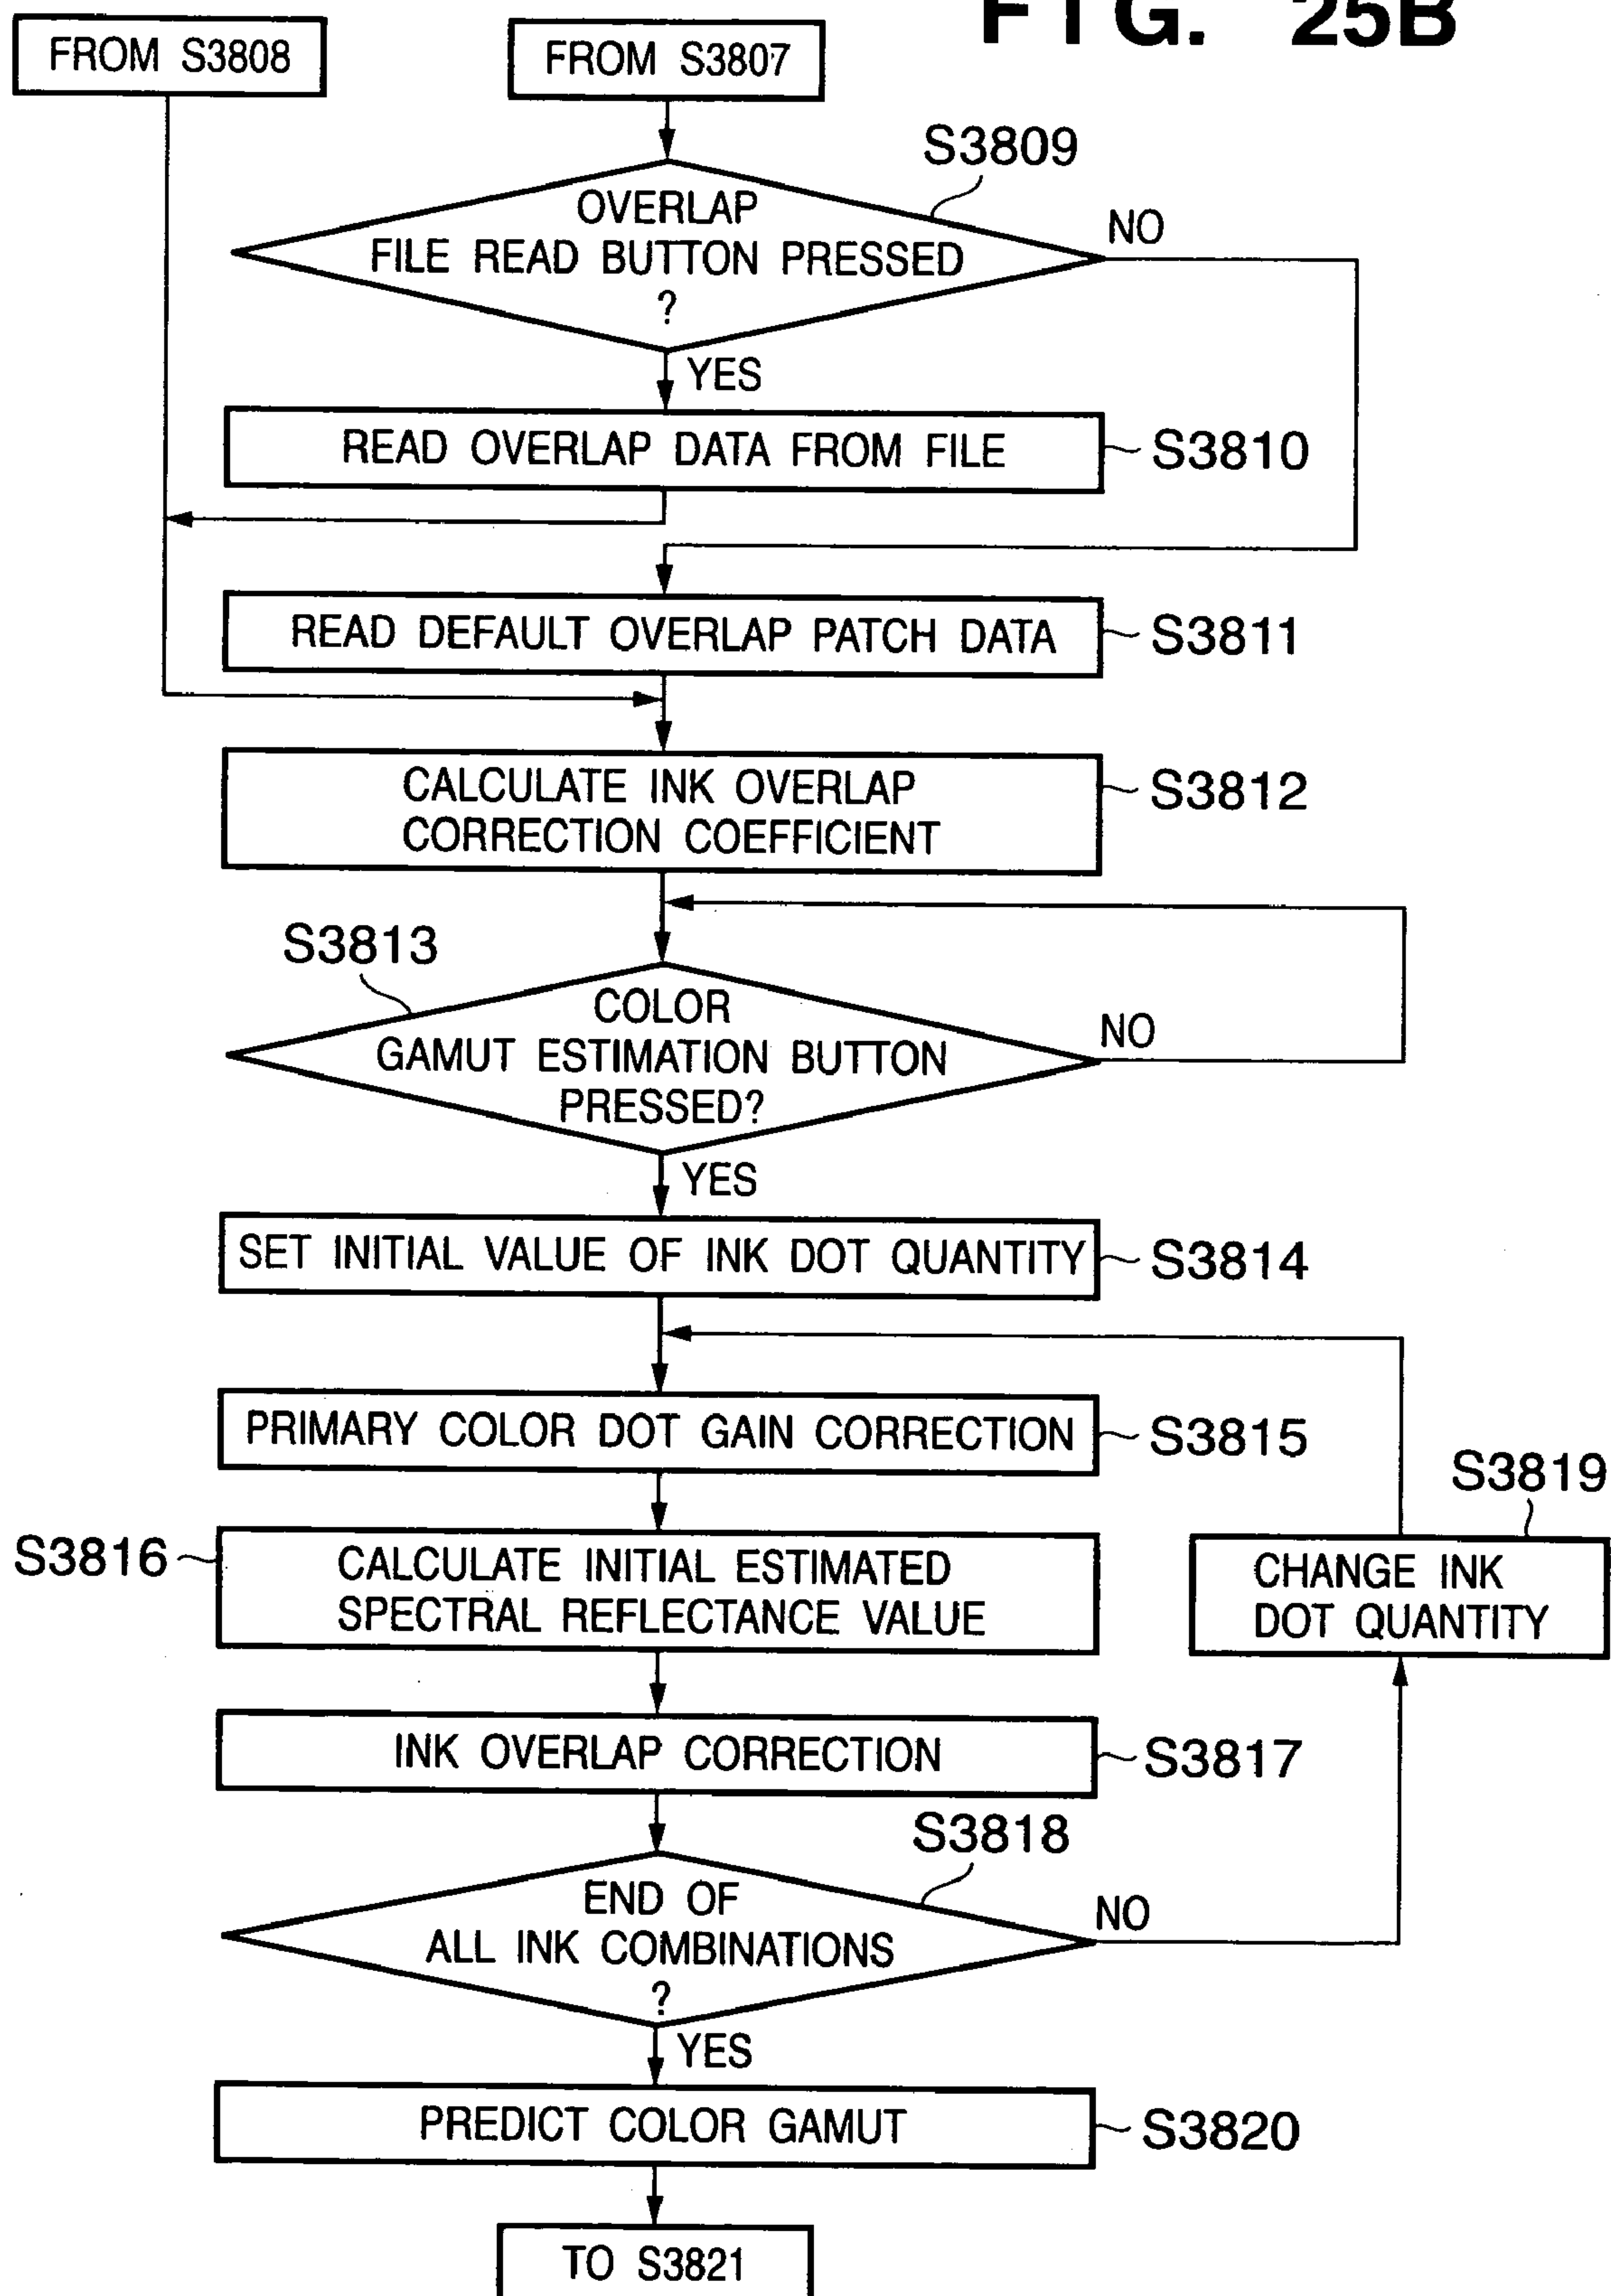 FIG. 25B
FROM S3808
FROM S3807
S3809
OVERLAP
FILE READ BUTTON PRESSED
?
NO
YES
READ OVERLAP DATA FROM FILE
S3810
READ DEFAULT OVERLAP PATCH DATA
S3811
CALCULATE INK OVERLAP
CORRECTION COEFFICIENT
S3812
S3813
COLOR
GAMUT ESTIMATION BUTTON
PRESSED?
NO
YES
SET INITIAL VALUE OF INK DOT QUANTITY
S3814
PRIMARY COLOR DOT GAIN CORRECTION
S3815
S3819
CHANGE INK
DOT QUANTITY
S3816
CALCULATE INITIAL ESTIMATED
SPECTRAL REFLECTANCE VALUE
INK OVERLAP CORRECTION
S3817
S3818
END OF
ALL INK COMBINATIONS
?
NO
YES
PREDICT COLOR GAMUT
S3820
TO S3821